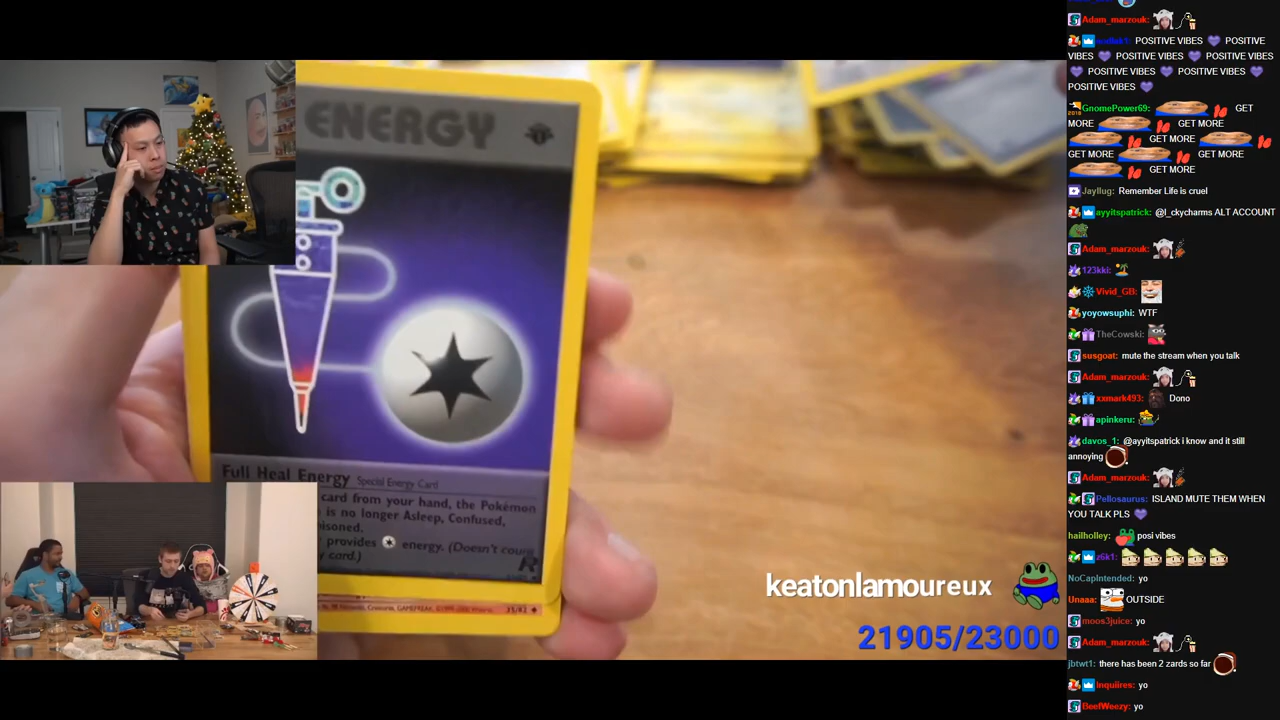 ENERGY
Full Heal Energy Special Energy Card
card from your hand, the Pokémon
is no longer Asleep, Confused,
provides energy. (Doesn't count
card.)
35/82
keatonlamoureux
21905/23000
Adam_marzouk:
POSITIVE VIBES POSITIVE
VIBES POSITIVE VIBES POSITIVE VIBES
POSITIVE VIBES POSITIVE VIBES
POSITIVE VIBES
GnomePower69: GET
MORE GET MORE
GET MORE
GET MORE GET MORE
GET MORE
Jayllug: Remember Life is cruel
ayyitspatrick: @l_ckycharms ALT ACCOUNT
Adam_marzouk:
123kki:
Vivid_GB:
yoyowsuphi: WTF
TheCowski:
susgoat: mute the stream when you talk
Adam_marzouk:
xxmark493: Dono
apinkeru:
davos_1: @ayyitspatrick i know and it still
annoying
Adam_marzouk:
Pellosaurus: ISLAND MUTE THEM WHEN
YOU TALK PLS
hailholley: posi vibes
z6k1:
NoCapIntended: yo
Unaaa: OUTSIDE
moos3juice: yo
Adam_marzouk:
jbtwt1: there has been 2 zards so far
Inquiires: yo
BeefWeezy: yo